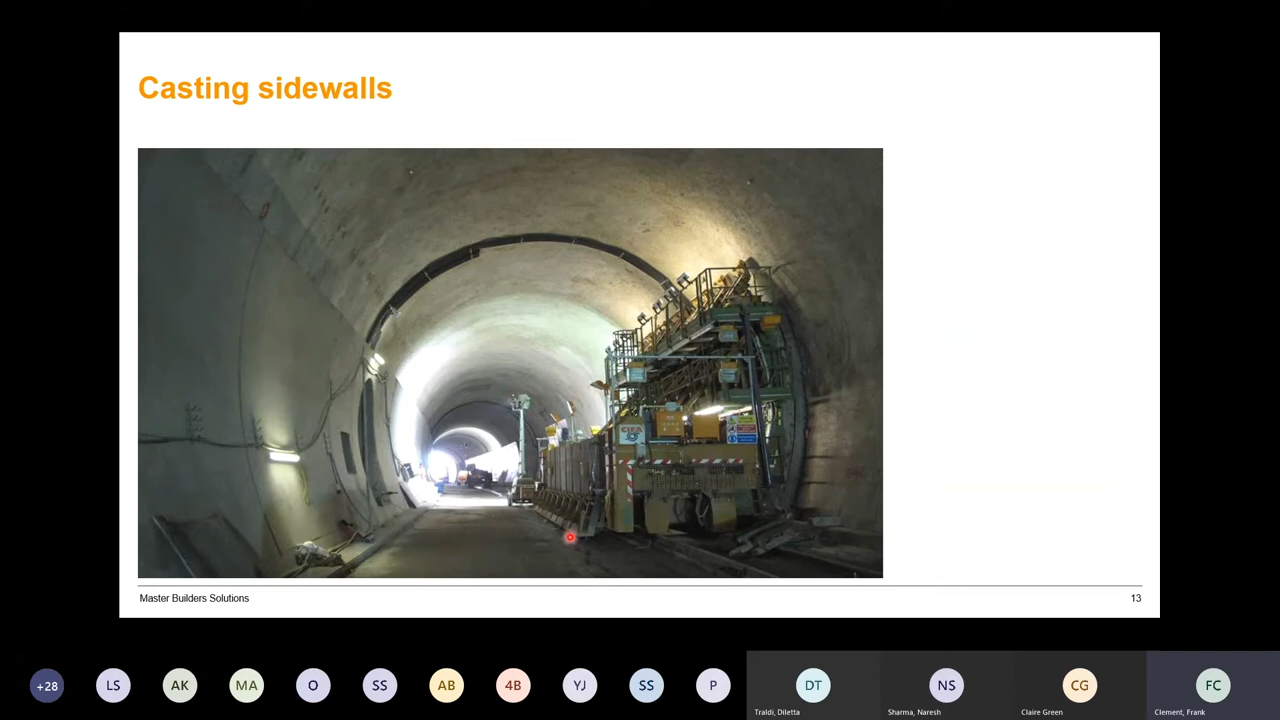 Casting sidewalls
CIFA
Master Builders Solutions
13
+28
LS
AK
MA
O
SS
AB
4B
YJ
SS
P
DT
NS
CG
FC
Traldi, Diletta
Sharma, Naresh
Claire Green
Clement, Frank